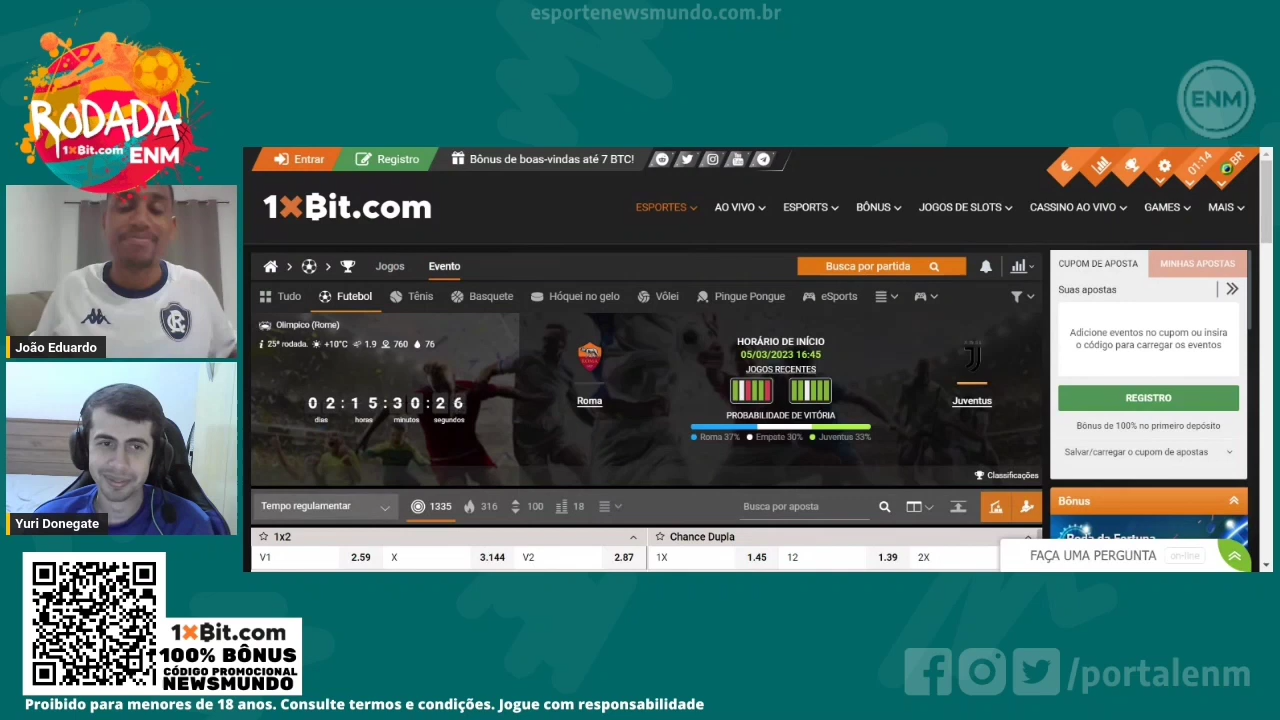 esportenewsmundo.com.br
RODADA
1xBit.com
ENM
ENM
Entrar
Registro
Bônus de boas-vindas até 7 BTC!
01:14
BR
1xBit.com
ESPORTES
AO VIVO
ESPORTS
BÔNUS
JOGOS DE SLOTS
CASSINO AO VIVO
GAMES
MAIS
Jogos
Evento
Busca por partida
CUPOM DE APOSTA
MINHAS APOSTAS
Suas apostas
Tudo
Futebol
Tênis
Basquete
Hóquei no gelo
Vôlei
Pingue Pongue
eSports
Adicione eventos no cupom ou insira
o código para carregar os eventos
REGISTRO
Bônus de 100% no primeiro depósito
Salvar/carregar o cupom de apostas
Olimpico (Rome)
25ª rodada. +10°C 1.9 760 76
02:15:30:26
dias horas minutos segundos
Roma
HORÁRIO DE INÍCIO
05/03/2023 16:45
JOGOS RECENTES
PROBABILIDADE DE VITÓRIA
Roma 37% Empate 30% Juventus 33%
Juventus
Classificações
Tempo regulamentar
1335
316
100
18
Busca por aposta
Bônus
Roda da Fortuna
1x2
V1 2.59 X 3.144 V2 2.87
Chance Dupla
1X 1.45 12 1.39 2X
FAÇA UMA PERGUNTA
on-line
João Eduardo
Yuri Donegate
1xBit.com
100% BÔNUS
CÓDIGO PROMOCIONAL
NEWSMUNDO
/portalenm
Proibido para menores de 18 anos. Consulte termos e condições. Jogue com responsabilidade